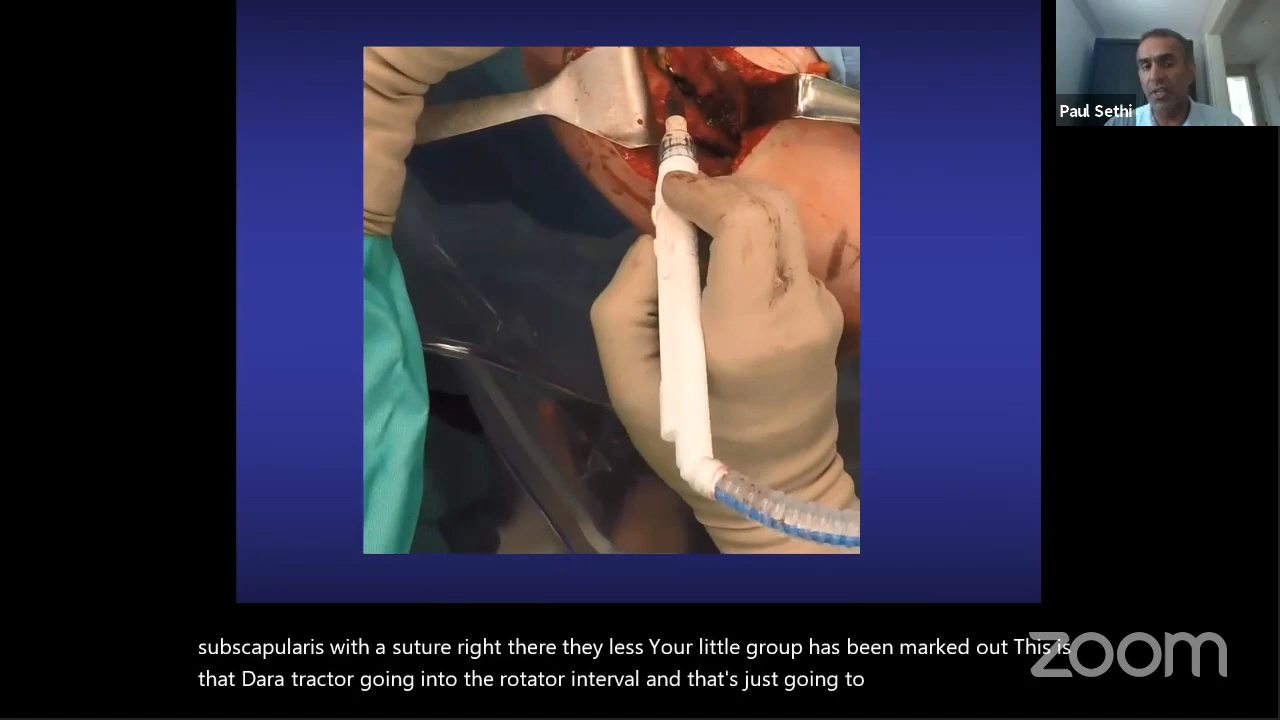 Paul Sethi
subscapularis with a suture right there they less Your little group has been marked out This is
that Dara tractor going into the rotator interval and that's just going to
zoom